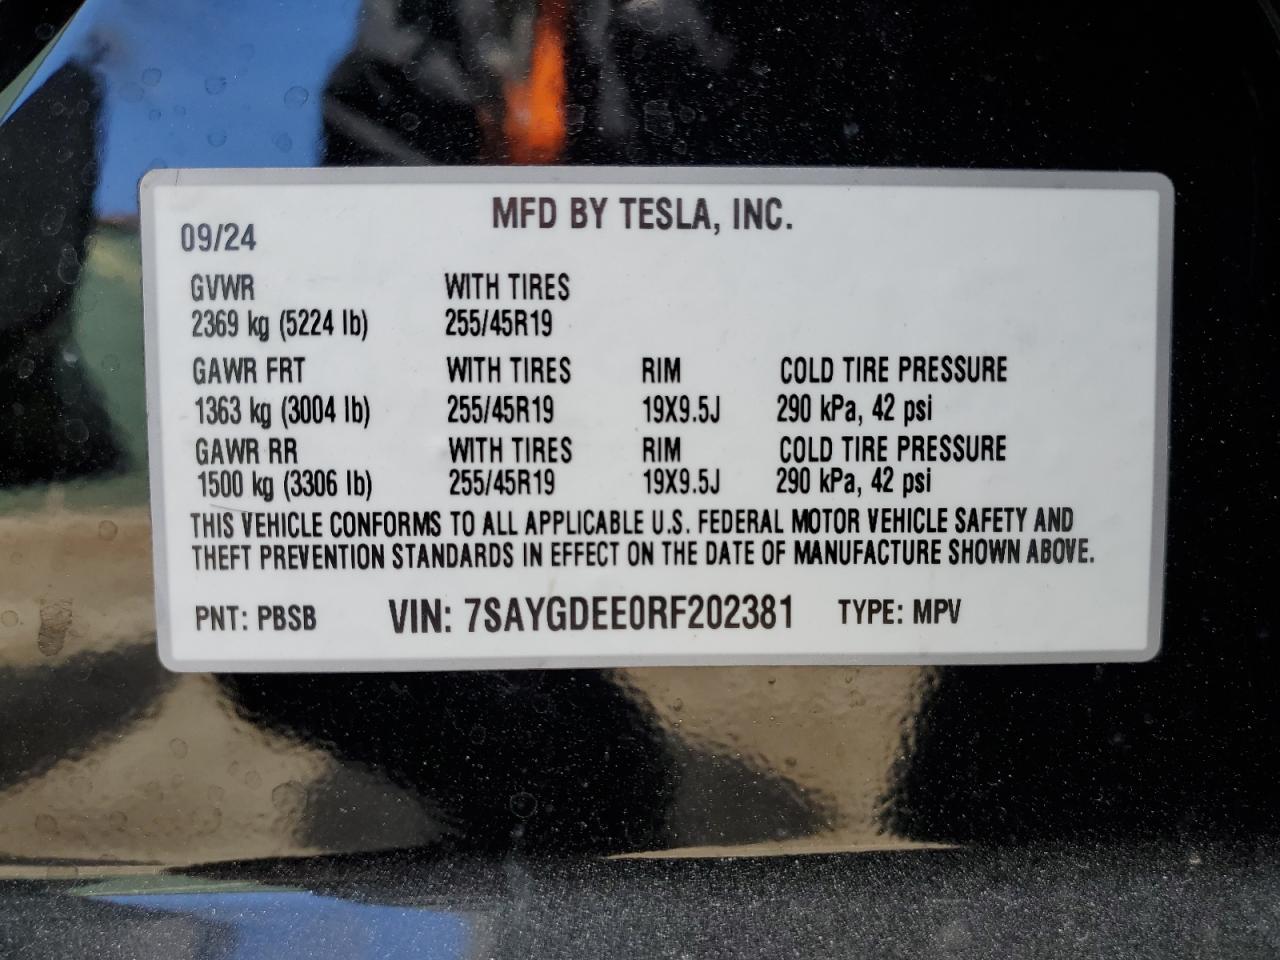 MFD BY TESLA, INC.
09/24
GVWR WITH TIRES
2369 kg (5224 lb) 255/45R19
GAWR FRT WITH TIRES RIM COLD TIRE PRESSURE
1363 kg (3004 lb) 255/45R19 19X9.5J 290 kPa, 42 psi
GAWR RR WITH TIRES RIM COLD TIRE PRESSURE
1500 kg (3306 lb) 255/45R19 19X9.5J 290 kPa, 42 psi
THIS VEHICLE CONFORMS TO ALL APPLICABLE U.S. FEDERAL MOTOR VEHICLE SAFETY AND
THEFT PREVENTION STANDARDS IN EFFECT ON THE DATE OF MANUFACTURE SHOWN ABOVE.
PNT: PBSB VIN: 7SAYGDEE0RF202381 TYPE: MPV